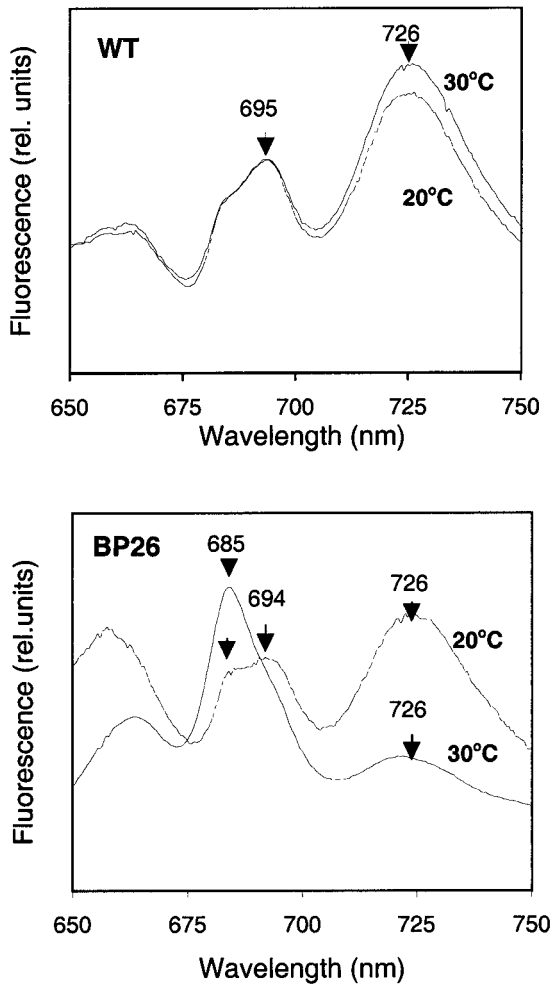 WT
726
30°C
695
20°C
Fluorescence (rel. units)
650 675 700 725 750
Wavelength (nm)
BP26
685
694
726
20°C
726
30°C
Fluorescence (rel.units)
650 675 700 725 750
Wavelength (nm)